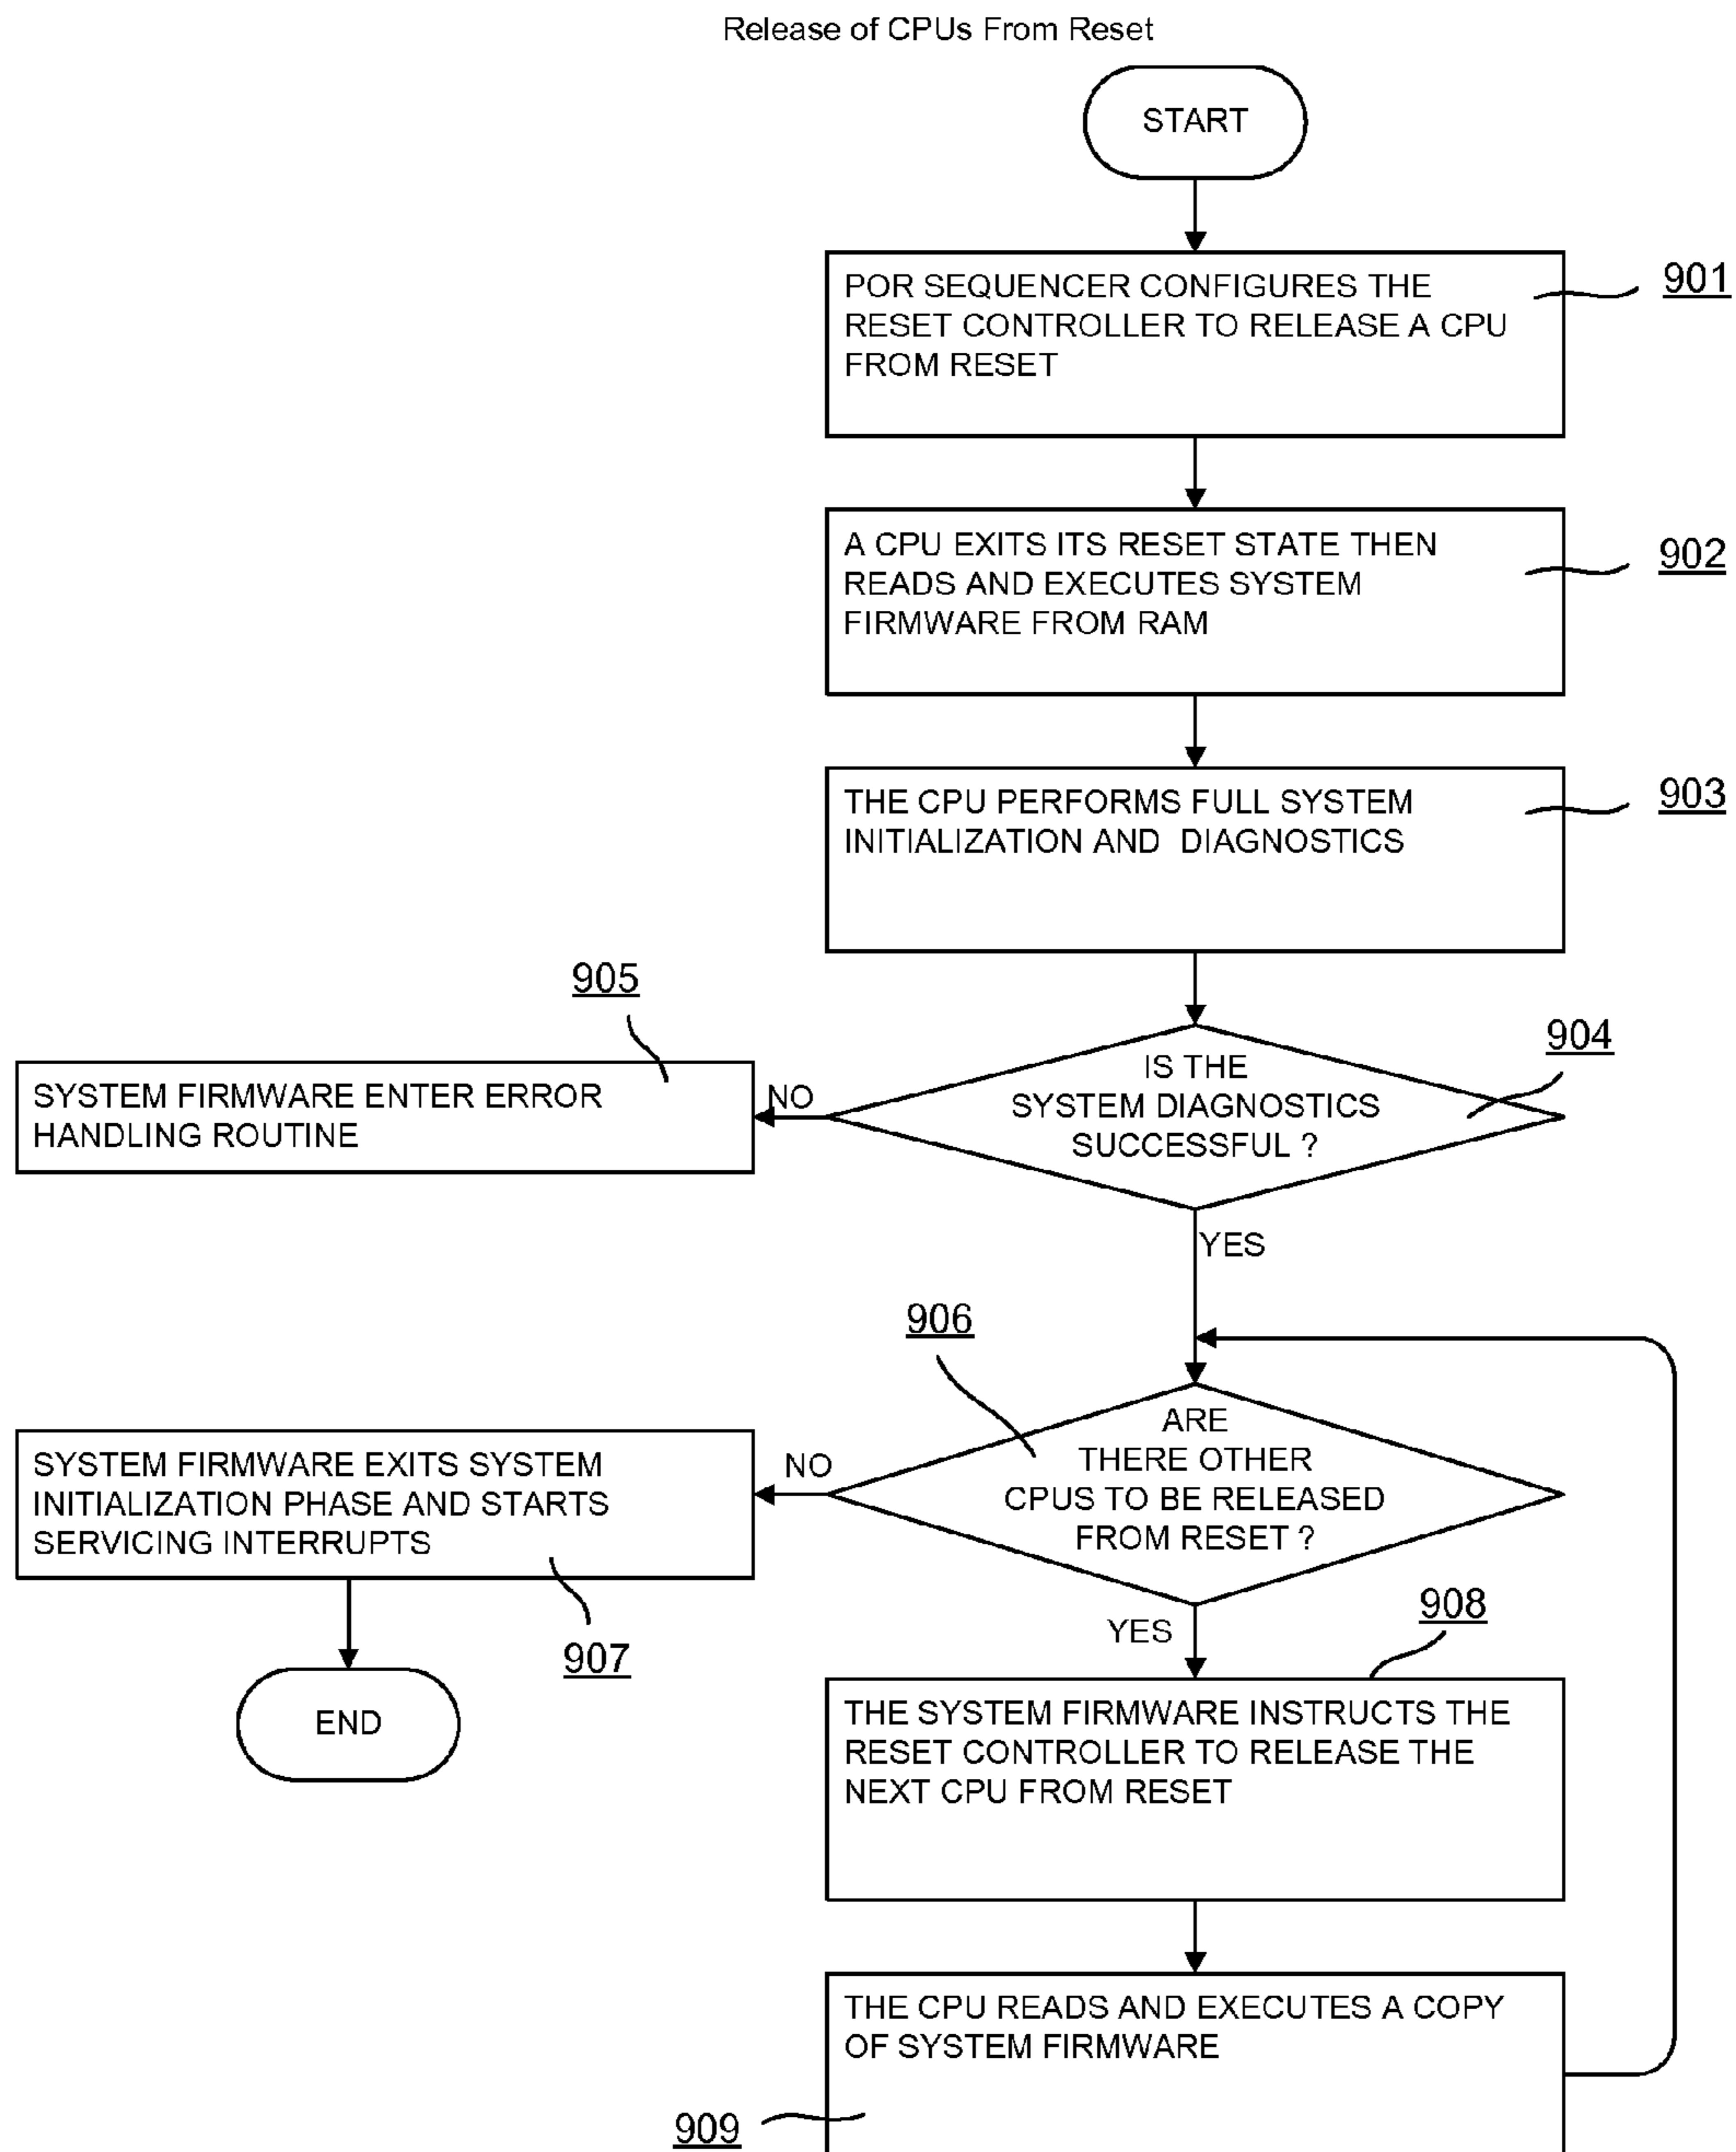 Release of CPUs From Reset
START
POR SEQUENCER CONFIGURES THE
RESET CONTROLLER TO RELEASE A CPU
FROM RESET
901
A CPU EXITS ITS RESET STATE THEN
READS AND EXECUTES SYSTEM
FIRMWARE FROM RAM
902
THE CPU PERFORMS FULL SYSTEM
INITIALIZATION AND DIAGNOSTICS
903
IS THE
SYSTEM DIAGNOSTICS
SUCCESSFUL ?
904
NO
905
SYSTEM FIRMWARE ENTER ERROR
HANDLING ROUTINE
YES
906
ARE
THERE OTHER
CPUS TO BE RELEASED
FROM RESET ?
NO
SYSTEM FIRMWARE EXITS SYSTEM
INITIALIZATION PHASE AND STARTS
SERVICING INTERRUPTS
907
END
YES
908
THE SYSTEM FIRMWARE INSTRUCTS THE
RESET CONTROLLER TO RELEASE THE
NEXT CPU FROM RESET
THE CPU READS AND EXECUTES A COPY
OF SYSTEM FIRMWARE
909